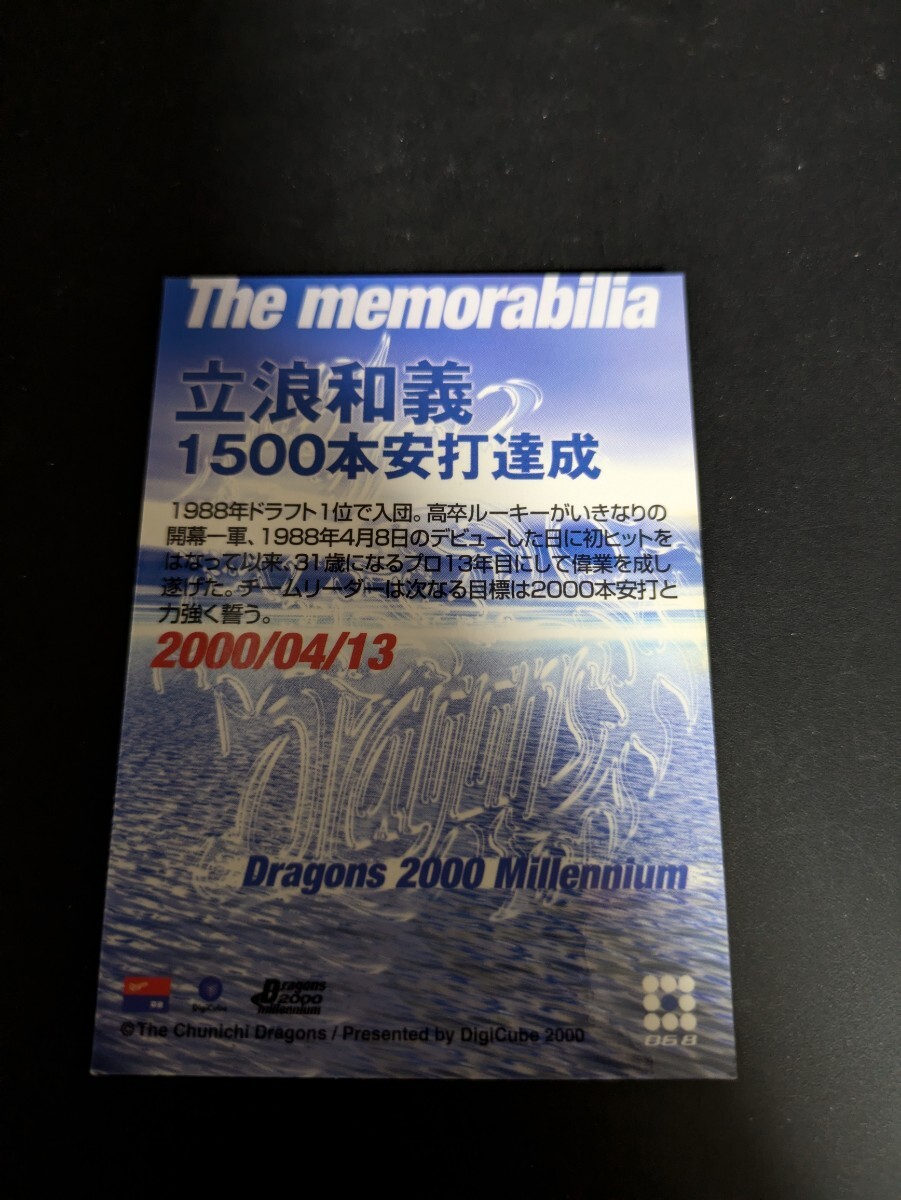 The memorabilia
立浪和義
1500本安打達成
1988年ドラフト1位で入団。高卒ルーキーがいきなりの
開幕一軍、1988年4月8日のデビューした日に初ヒットを
はなって以来、31歳になるプロ13年目にして偉業を成し
遂げた。チームリーダーは次なる目標は2000本安打と
力強く誓う。
2000/04/13
Dragons
Dragons 2000 Millennium
DigiCube
Dragons
2000
millennium
©The Chunichi Dragons / Presented by DigiCube 2000
068